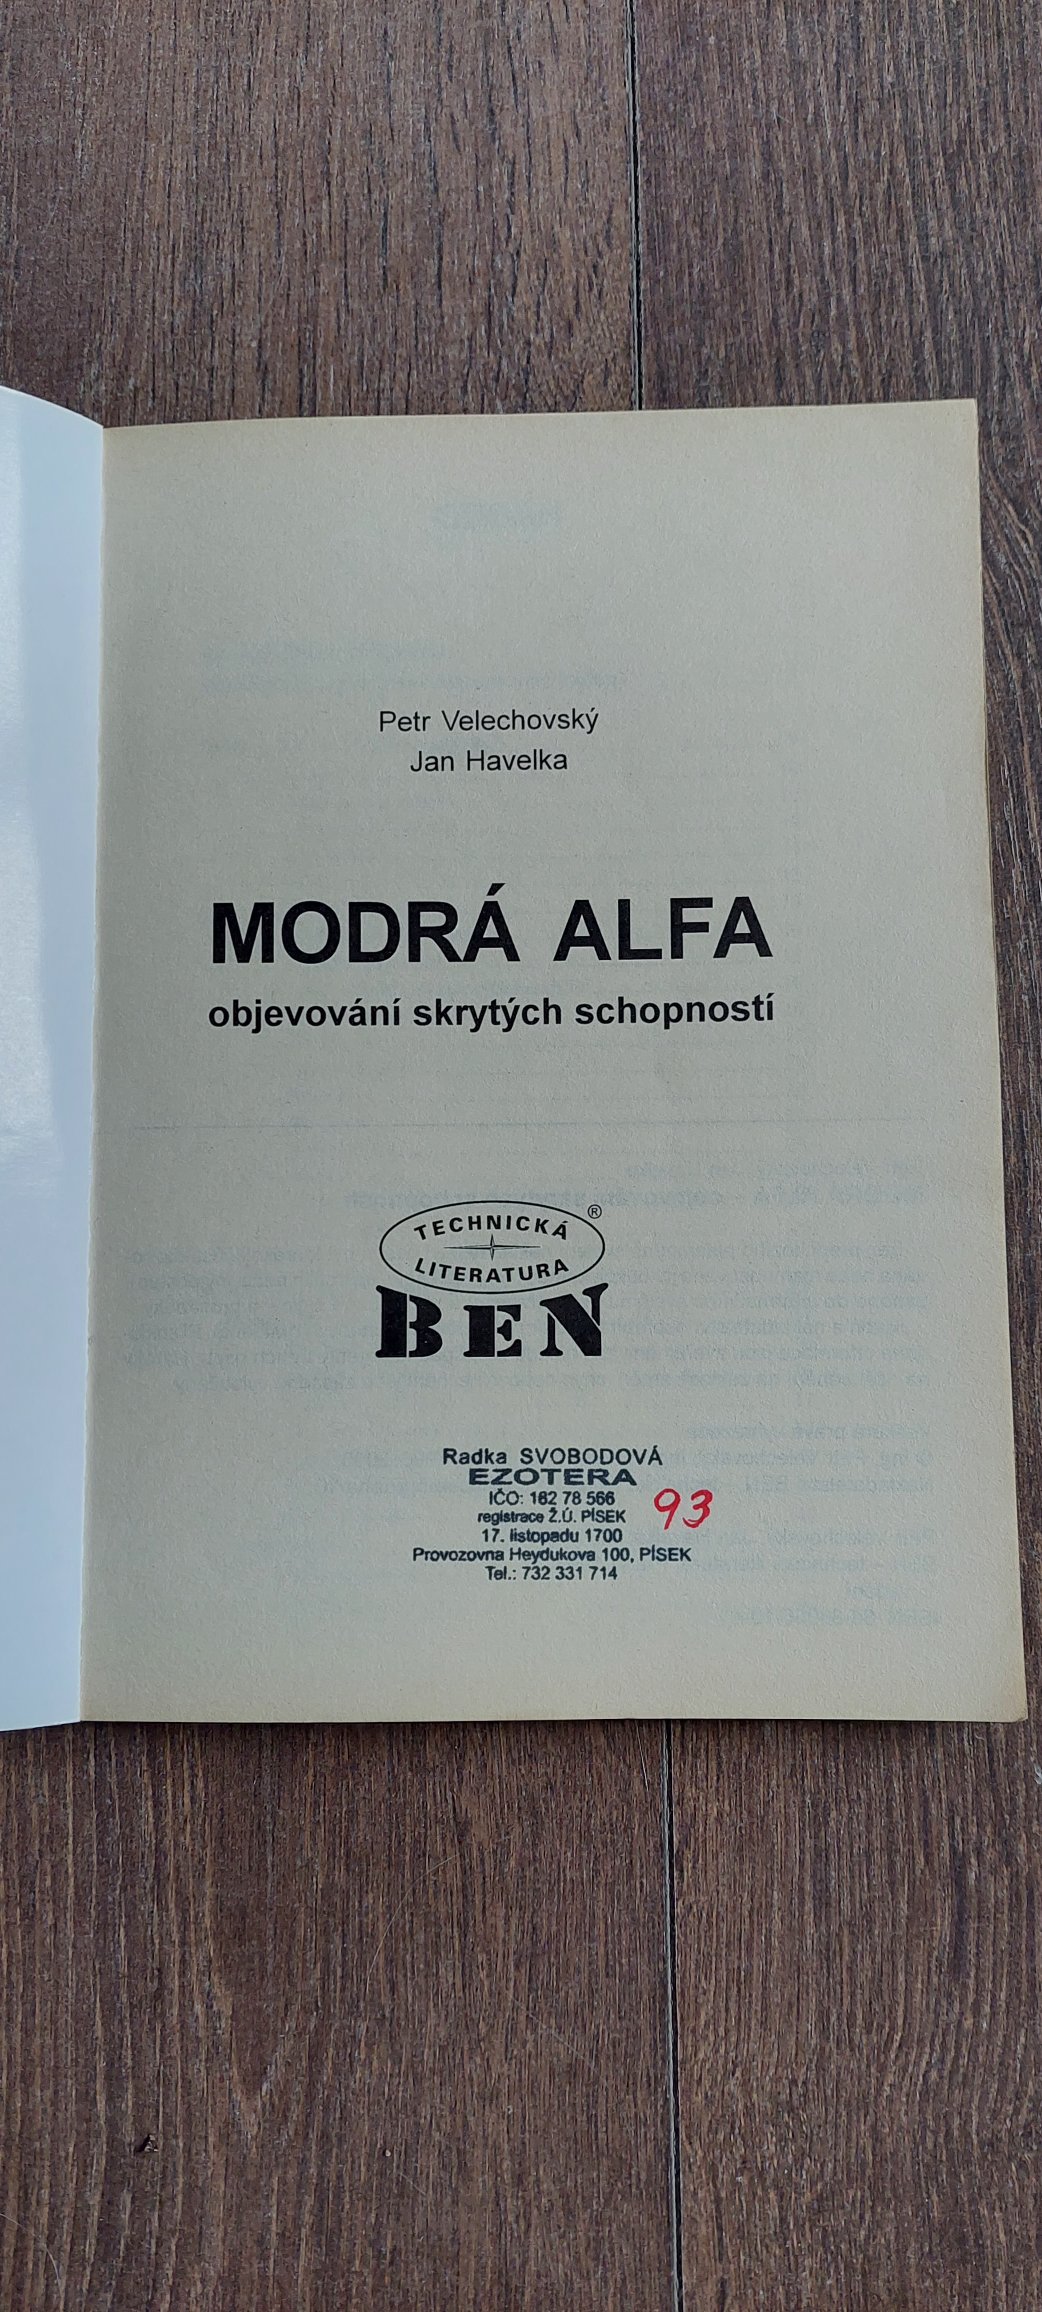 Petr Velechovský
Jan Havelka
MODRÁ ALFA
objevování skrytých schopností
TECHNICKÁ ®
LITERATURA
BEN
Radka SVOBODOVÁ
EZOTERA
IČO: 162 78 566
registrace Ž.Ú. PÍSEK
93
17. listopadu 1700
Provozovna Heydukova 100, PÍSEK
Tel.: 732 331 714